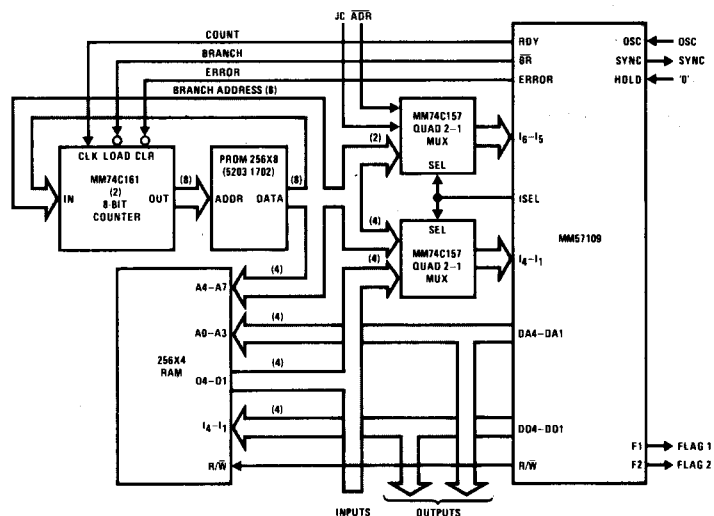 JC A̅D̅R̅
COUNT
RDY
OSC
OSC
BRANCH
B̅R̅
SYNC
SYNC
ERROR
ERROR
HOLD
'0'
BRANCH ADDRESS (8)
MM74C157
QUAD 2–1
MUX
SEL
(2)
I6–I5
CLK LOAD CLR
MM74C161
(2)
8-BIT
COUNTER
IN
OUT
(8)
PROM 256X8
(5203 1702)
ADDR
DATA
(8)
ISEL
MM57109
(4)
SEL
MM74C157
QUAD 2–1
MUX
(4)
I4–I1
(4)
A4–A7
(4)
A0–A3
DA4–DA1
256X4
RAM
(4)
O4–O1
(4)
I4–I1
DO4–DO1
R/W̅
R/W̅
F1
FLAG 1
F2
FLAG 2
INPUTS
OUTPUTS